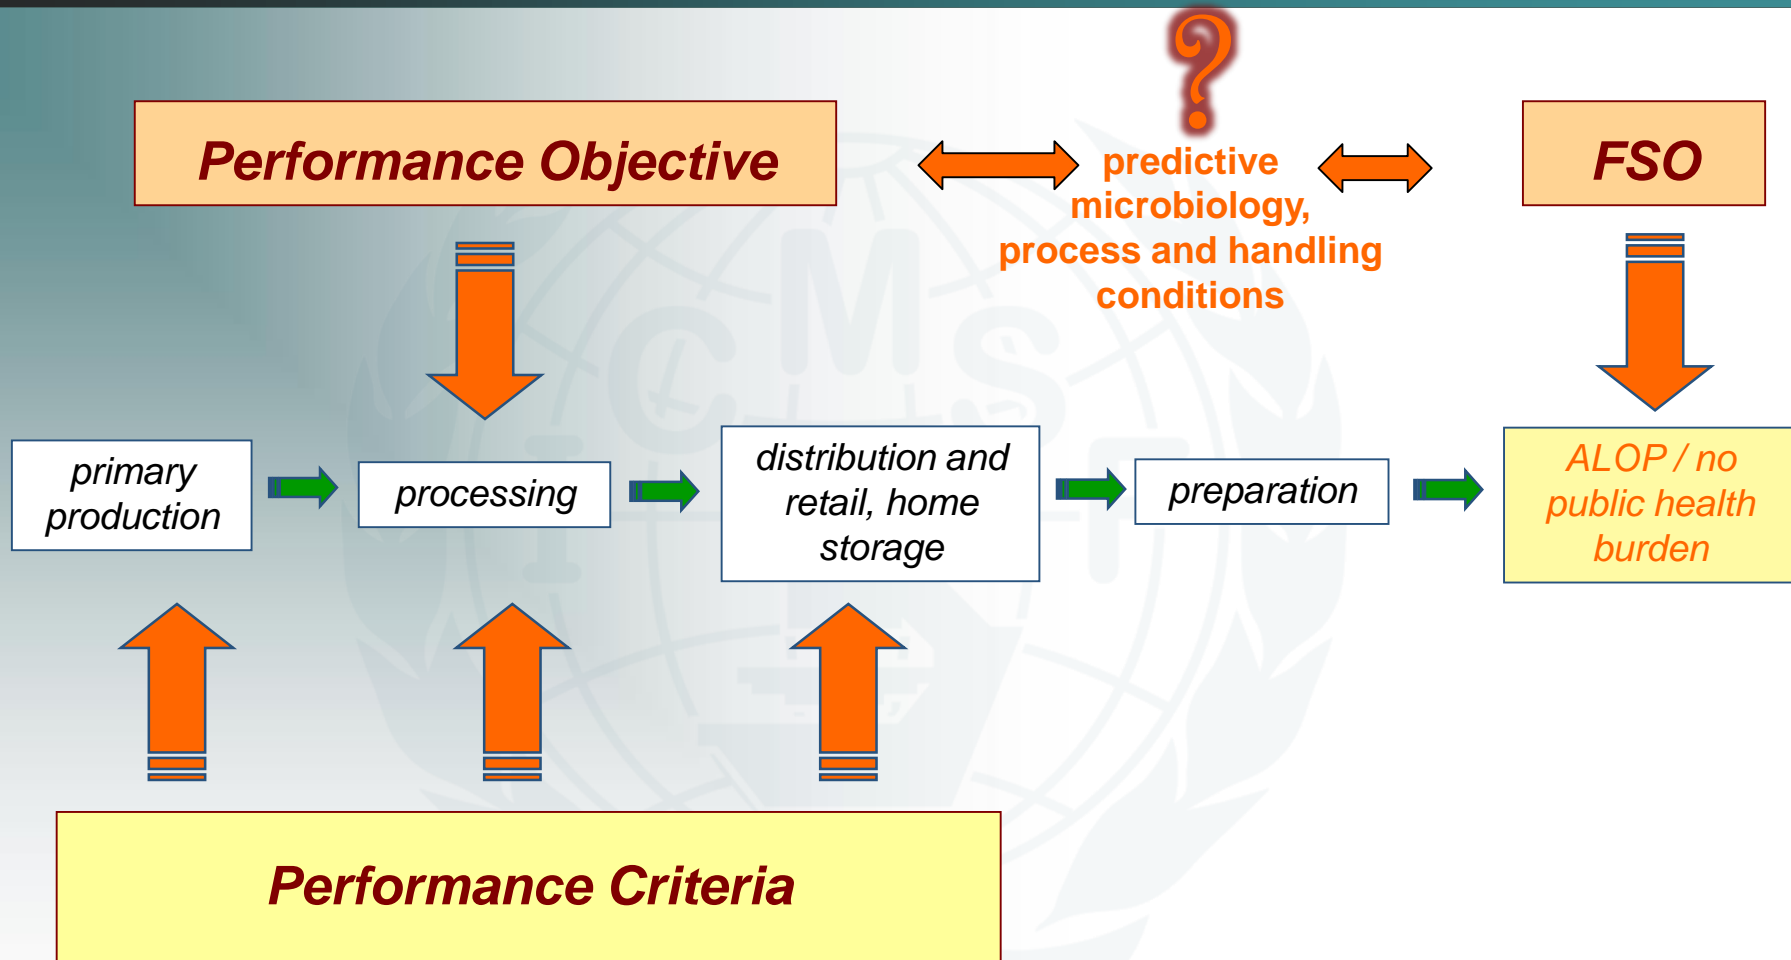 ?
Performance Objective
predictive
microbiology,
process and handling
conditions
FSO
primary
production
processing
distribution and
retail, home
storage
preparation
ALOP / no
public health
burden
Performance Criteria
ICMSF